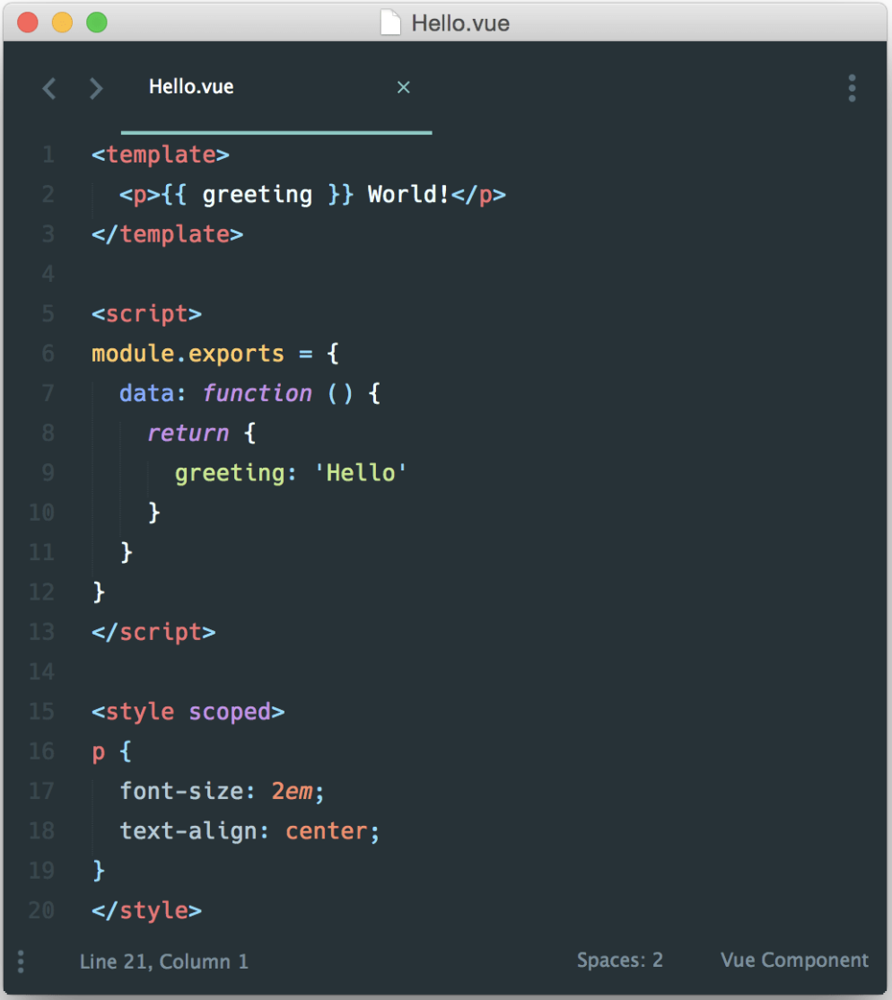 Hello.vue
Hello.vue ×
1 <template>
2   <p>{{ greeting }} World!</p>
3 </template>
4
5 <script>
6 module.exports = {
7   data: function () {
8     return {
9       greeting: 'Hello'
10     }
11   }
12 }
13 </script>
14
15 <style scoped>
16 p {
17   font-size: 2em;
18   text-align: center;
19 }
20 </style>
Line 21, Column 1 Spaces: 2 Vue Component